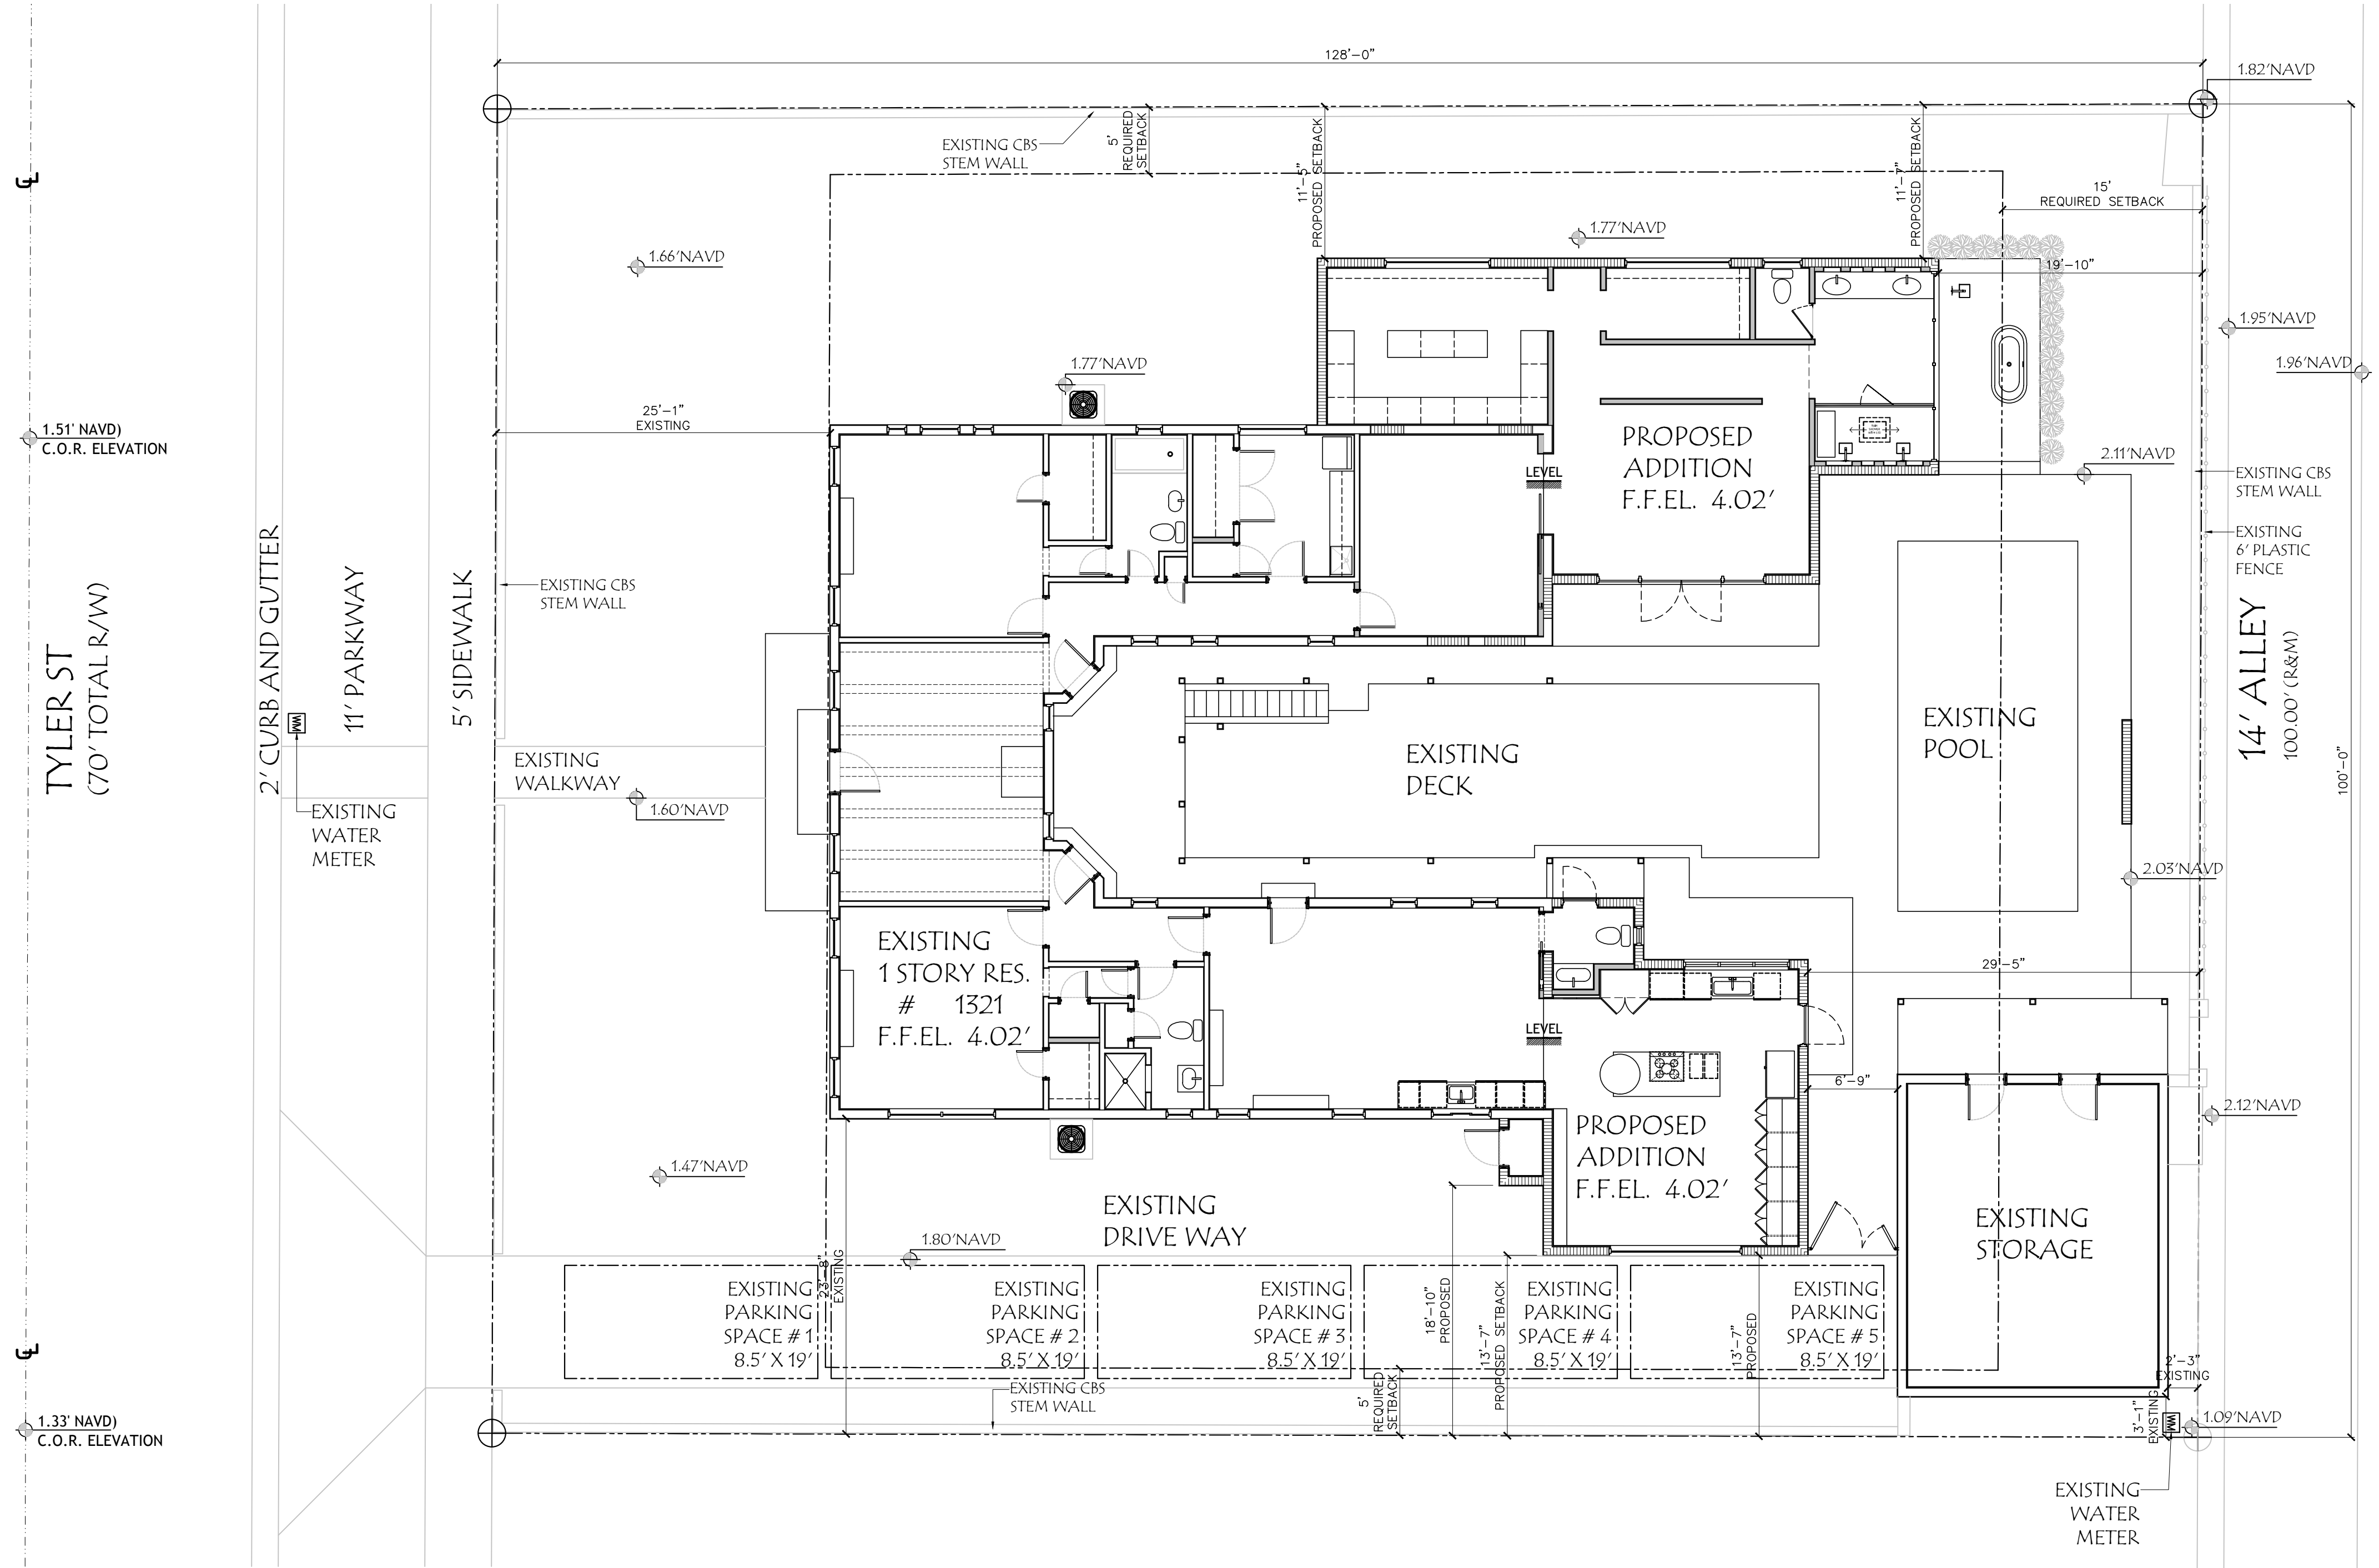 128'-0"
1.82'NAVD
EXISTING CBS
STEM WALL
5'
REQUIRED
SETBACK
11'-5"
PROPOSED SETBACK
11'-7"
PROPOSED SETBACK
15'
REQUIRED SETBACK
1.66'NAVD
1.77'NAVD
19'-10"
1.95'NAVD
1.96'NAVD
1.77'NAVD
25'-1"
EXISTING
1.51' NAVD)
C.O.R. ELEVATION
PROPOSED
ADDITION
F.F.EL. 4.02'
LEVEL
2.11'NAVD
EXISTING CBS
STEM WALL
EXISTING
6' PLASTIC
FENCE
EXISTING CBS
STEM WALL
TYLER ST
(70' TOTAL R/W)
2' CURB AND GUTTER
11' PARKWAY
5' SIDEWALK
14' ALLEY
100.00' (R&M)
100'-0"
WM
EXISTING
WATER
METER
EXISTING
WALKWAY
1.60'NAVD
EXISTING
DECK
EXISTING
POOL
2.03'NAVD
EXISTING
1 STORY RES.
# 1321
F.F.EL. 4.02'
29'-5"
LEVEL
6'-9"
2.12'NAVD
PROPOSED
ADDITION
F.F.EL. 4.02'
1.47'NAVD
EXISTING
DRIVE WAY
1.80'NAVD
EXISTING
STORAGE
23'-8"
EXISTING
EXISTING
PARKING
SPACE # 1
8.5' X 19'
EXISTING
PARKING
SPACE # 2
8.5' X 19'
EXISTING
PARKING
SPACE # 3
8.5' X 19'
EXISTING
PARKING
SPACE # 4
8.5' X 19'
EXISTING
PARKING
SPACE # 5
8.5' X 19'
18'-10"
PROPOSED
13'-7"
PROPOSED SETBACK
13'-7"
PROPOSED
5'
REQUIRED
SETBACK
EXISTING CBS
STEM WALL
2'-3"
EXISTING
3'-1"
EXISTING
WM
1.09'NAVD
1.33' NAVD)
C.O.R. ELEVATION
EXISTING
WATER
METER